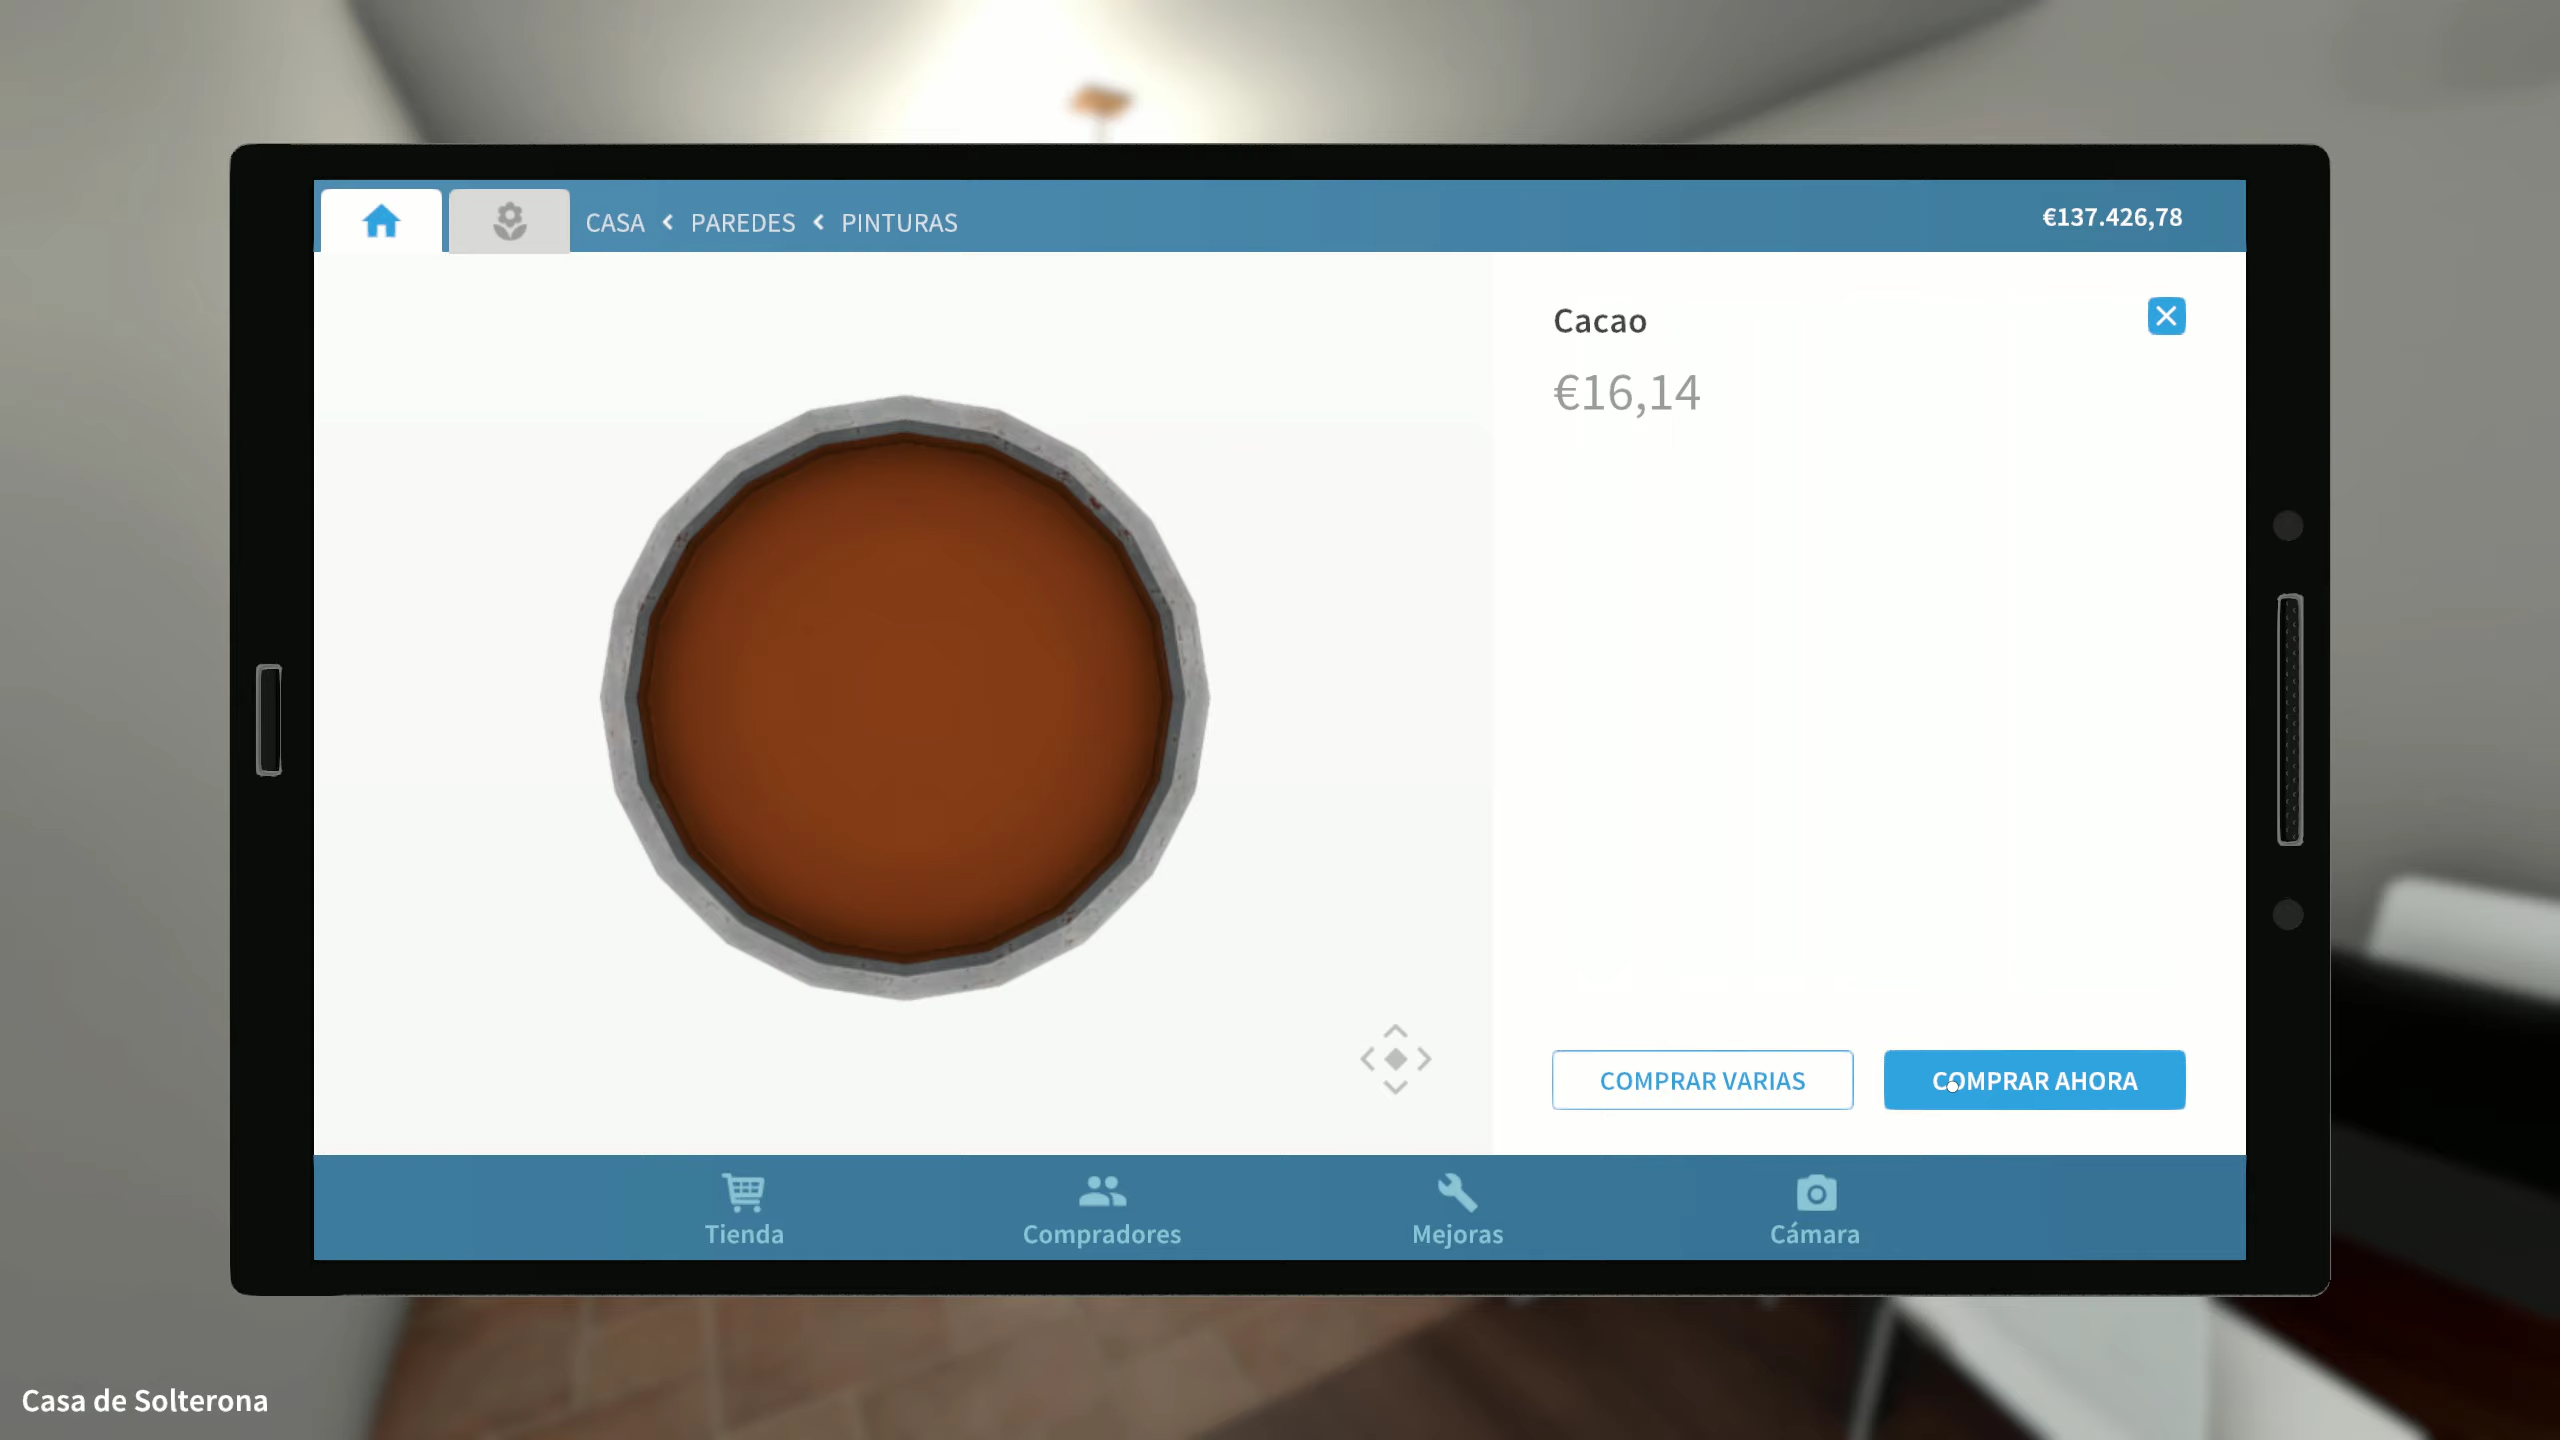 CASA < PAREDES < PINTURAS
€137.426,78
Cacao
€16,14
COMPRAR VARIAS
COMPRAR AHORA
Tienda
Compradores
Mejoras
Cámara
Casa de Solterona